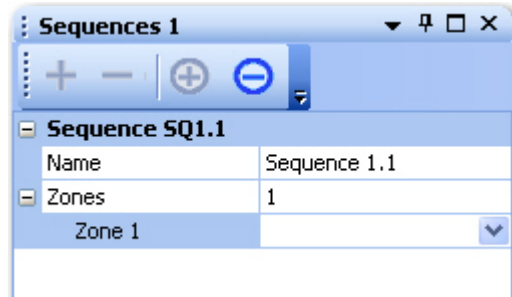 Sequences 1
Sequence SQ1.1
Name Sequence 1.1
Zones 1
Zone 1